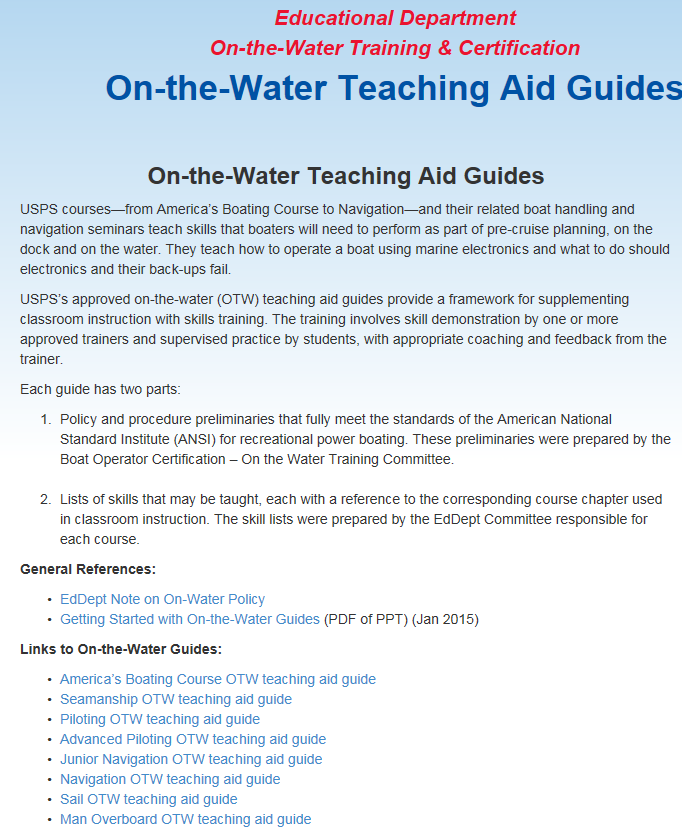 Educational Department
On-the-Water Training & Certification
On-the-Water Teaching Aid Guides
On-the-Water Teaching Aid Guides
USPS courses—from America's Boating Course to Navigation—and their related boat handling and
navigation seminars teach skills that boaters will need to perform as part of pre-cruise planning, on the
dock and on the water. They teach how to operate a boat using marine electronics and what to do should
electronics and their back-ups fail.
USPS's approved on-the-water (OTW) teaching aid guides provide a framework for supplementing
classroom instruction with skills training. The training involves skill demonstration by one or more
approved trainers and supervised practice by students, with appropriate coaching and feedback from the
trainer.
Each guide has two parts:
1. Policy and procedure preliminaries that fully meet the standards of the American National
Standard Institute (ANSI) for recreational power boating. These preliminaries were prepared by the
Boat Operator Certification – On the Water Training Committee.
2. Lists of skills that may be taught, each with a reference to the corresponding course chapter used
in classroom instruction. The skill lists were prepared by the EdDept Committee responsible for
each course.
General References:
• EdDept Note on On-Water Policy
• Getting Started with On-the-Water Guides (PDF of PPT) (Jan 2015)
Links to On-the-Water Guides:
• America's Boating Course OTW teaching aid guide
• Seamanship OTW teaching aid guide
• Piloting OTW teaching aid guide
• Advanced Piloting OTW teaching aid guide
• Junior Navigation OTW teaching aid guide
• Navigation OTW teaching aid guide
• Sail OTW teaching aid guide
• Man Overboard OTW teaching aid guide